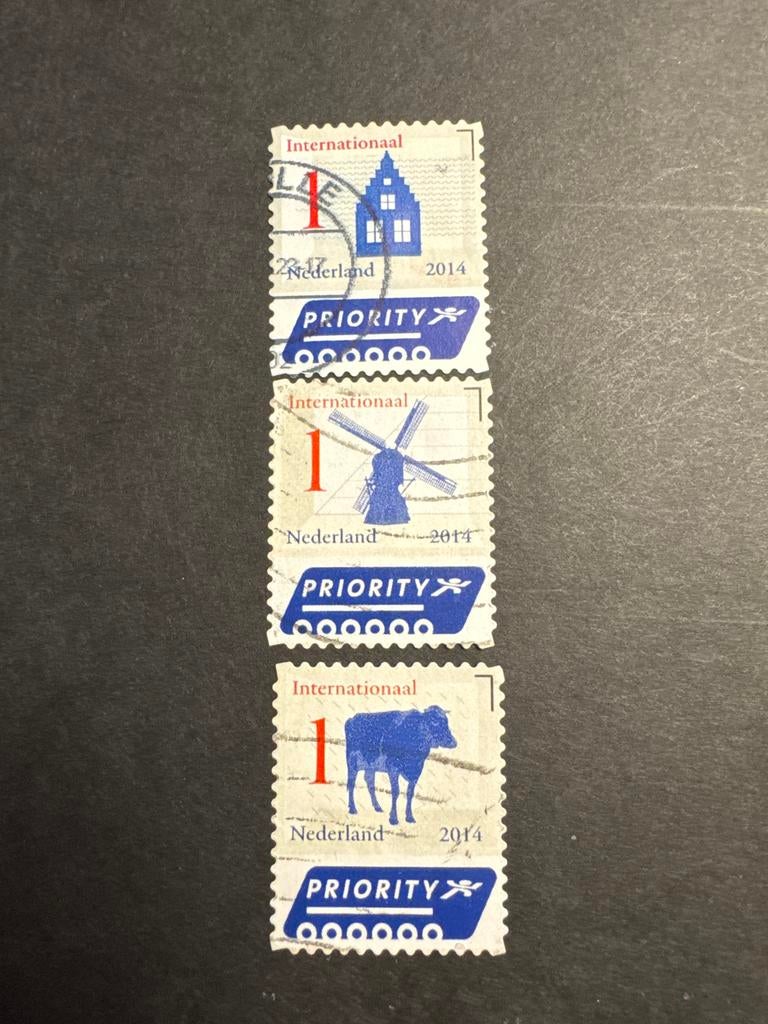 Internationaal
1
Nederland 2014
PRIORITY
Internationaal
1
Nederland 2014
PRIORITY
Internationaal
1
Nederland 2014
PRIORITY